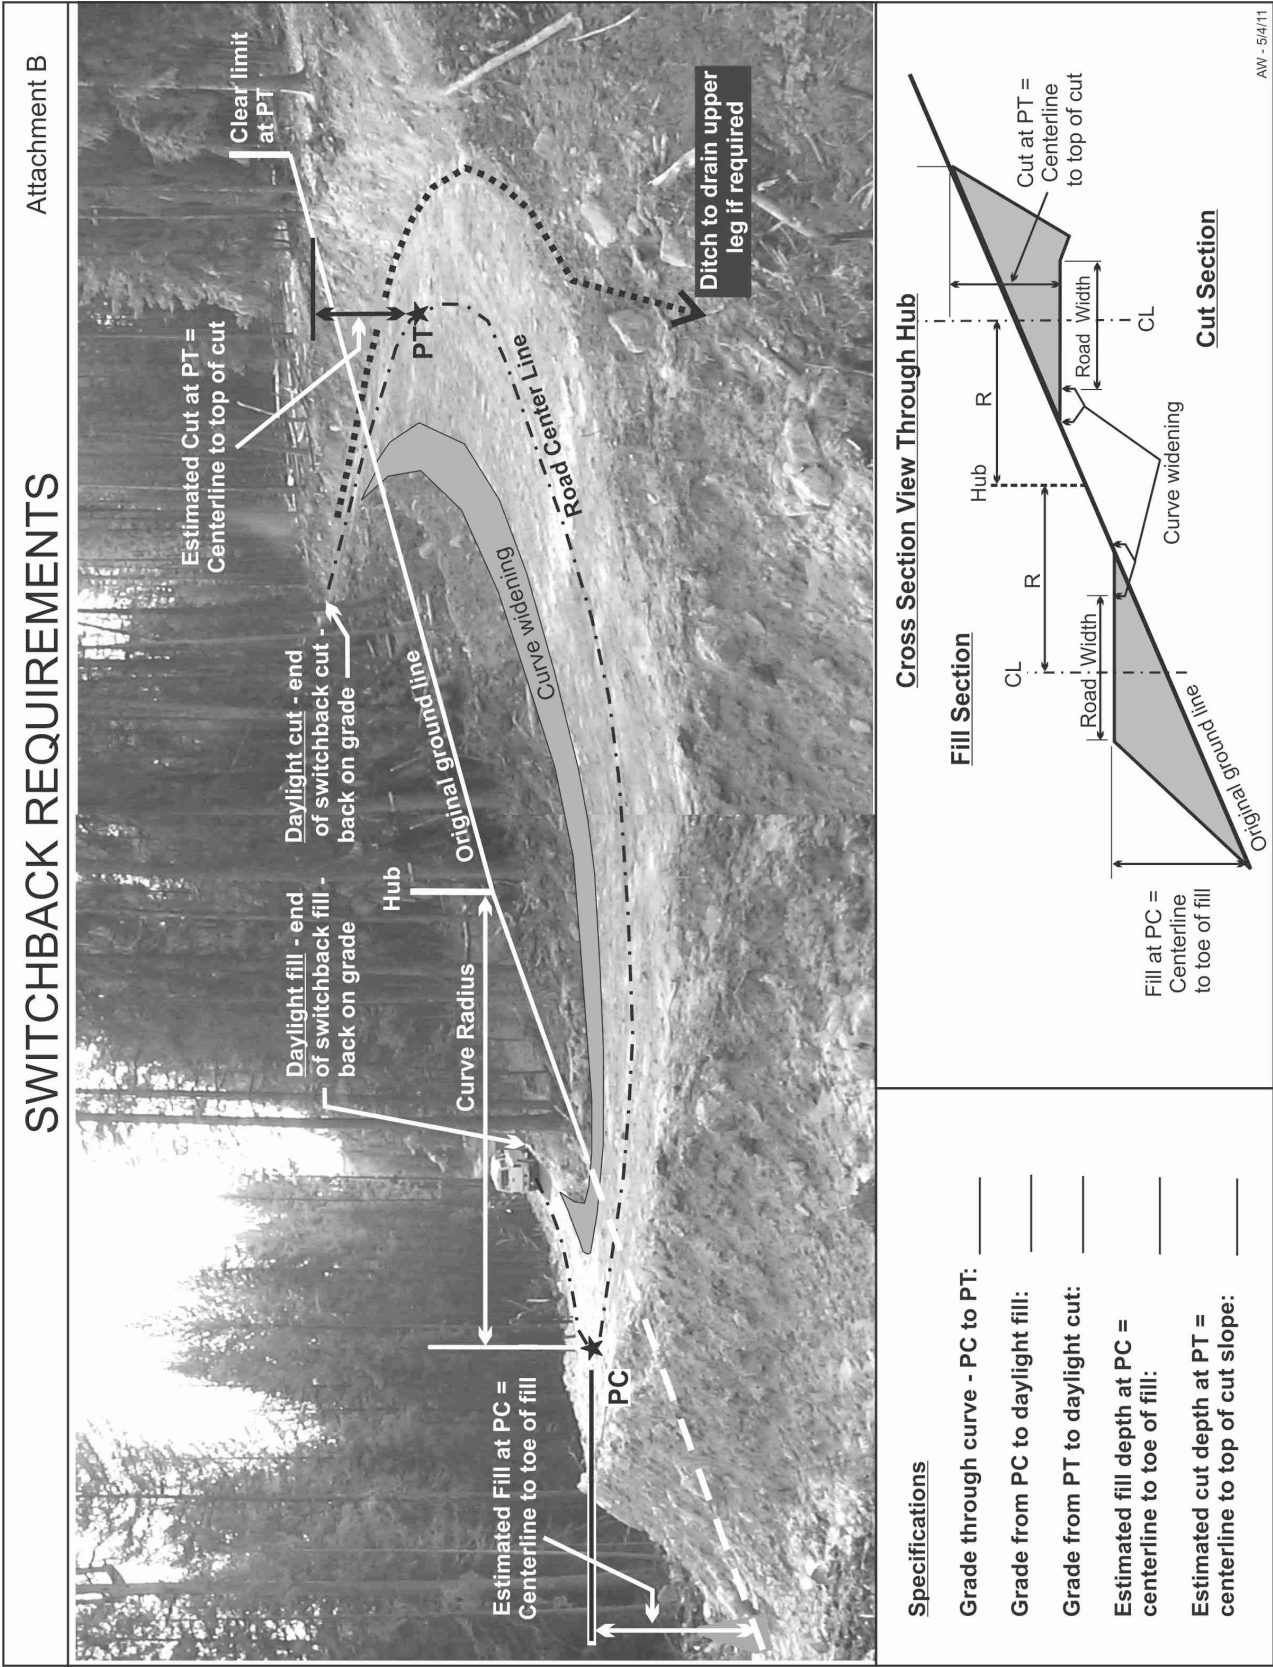 SWITCHBACK REQUIREMENTS
Attachment B
Estimated Fill at PC =
Centerline to toe of fill
PC
Curve Radius
Daylight fill - end
of switchback fill -
back on grade
Hub
Daylight cut - end
of switchback cut -
back on grade
Original ground line
Curve widening
Road Center Line
Estimated Cut at PT =
Centerline to top of cut
PT
Clear limit
at PT
Ditch to drain upper
leg if required
Specifications
Grade through curve - PC to PT:
Grade from PC to daylight fill:
Grade from PT to daylight cut:
Estimated fill depth at PC =
centerline to toe of fill:
Estimated cut depth at PT =
centerline to top of cut slope:
Cross Section View Through Hub
Fill Section
CL
Road Width
R
Hub
R
Fill at PC =
Centerline
to toe of fill
Original ground line
Curve widening
Road Width
CL
Cut at PT =
Centerline
to top of cut
Cut Section
AW - 5/4/11